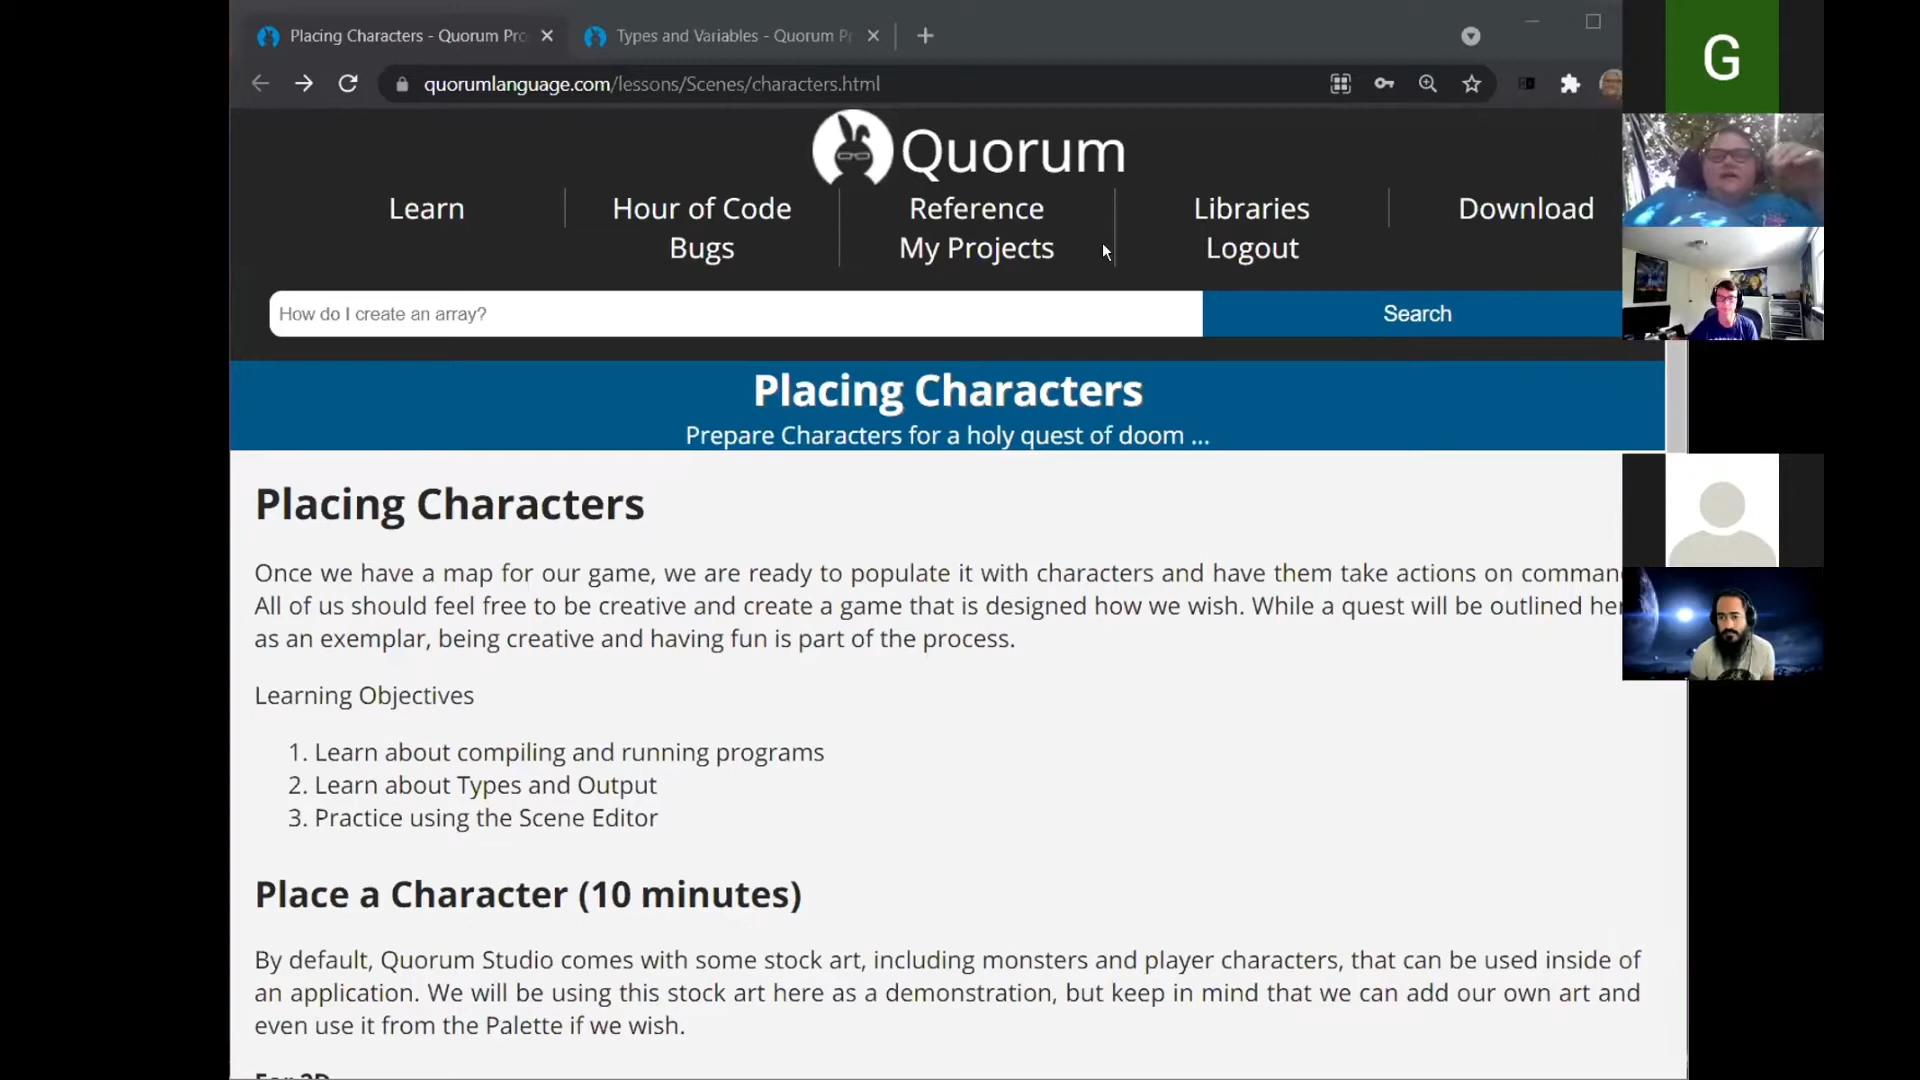 Placing Characters - Quorum Pro
Types and Variables - Quorum P
quorumlanguage.com/lessons/Scenes/characters.html
G
Quorum
Learn
Hour of Code
Reference
Libraries
Download
Bugs
My Projects
Logout
How do I create an array?
Search
Placing Characters
Prepare Characters for a holy quest of doom ...
Placing Characters
Once we have a map for our game, we are ready to populate it with characters and have them take actions on comman
All of us should feel free to be creative and create a game that is designed how we wish. While a quest will be outlined her
as an exemplar, being creative and having fun is part of the process.
Learning Objectives
1. Learn about compiling and running programs
2. Learn about Types and Output
3. Practice using the Scene Editor
Place a Character (10 minutes)
By default, Quorum Studio comes with some stock art, including monsters and player characters, that can be used inside of
an application. We will be using this stock art here as a demonstration, but keep in mind that we can add our own art and
even use it from the Palette if we wish.
For 2D